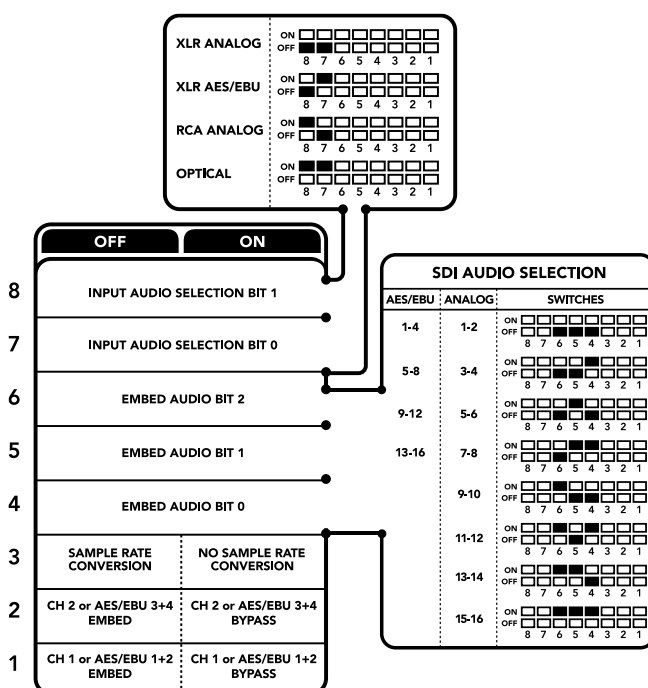 XLR ANALOG
ON
OFF
8 7 6 5 4 3 2 1
XLR AES/EBU
ON
OFF
8 7 6 5 4 3 2 1
RCA ANALOG
ON
OFF
8 7 6 5 4 3 2 1
OPTICAL
ON
OFF
8 7 6 5 4 3 2 1
OFF ON
8 INPUT AUDIO SELECTION BIT 1
7 INPUT AUDIO SELECTION BIT 0
6 EMBED AUDIO BIT 2
5 EMBED AUDIO BIT 1
4 EMBED AUDIO BIT 0
3
SAMPLE RATE
CONVERSION
NO SAMPLE RATE
CONVERSION
2
CH 2 or AES/EBU 3+4
EMBED
CH 2 or AES/EBU 3+4
BYPASS
1
CH 1 or AES/EBU 1+2
EMBED
CH 1 or AES/EBU 1+2
BYPASS
SDI AUDIO SELECTION
AES/EBU ANALOG SWITCHES
1-4 1-2
ON
OFF
8 7 6 5 4 3 2 1
5-8 3-4
ON
OFF
8 7 6 5 4 3 2 1
9-12 5-6
ON
OFF
8 7 6 5 4 3 2 1
13-16 7-8
ON
OFF
8 7 6 5 4 3 2 1
9-10
ON
OFF
8 7 6 5 4 3 2 1
11-12
ON
OFF
8 7 6 5 4 3 2 1
13-14
ON
OFF
8 7 6 5 4 3 2 1
15-16
ON
OFF
8 7 6 5 4 3 2 1